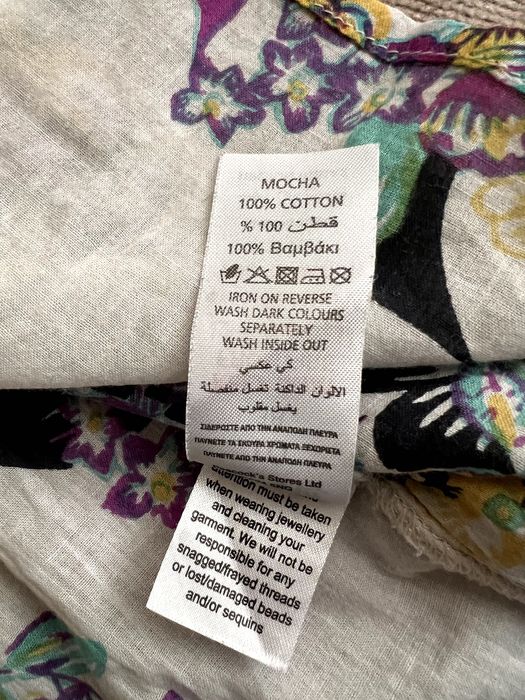 MOCHA
100% COTTON
% 100 قطن
100% Βαμβάκι
IRON ON REVERSE
WASH DARK COLOURS
SEPARATELY
WASH INSIDE OUT
كي عكسي
الالوان الداكنة تغسل منفصلة
يغسل مقلوب
ΣΙΔΕΡΩΣΤΕ ΑΠΟ ΤΗΝ ΑΝΑΠΟΔΗ ΠΛΕΥΡΑ
ΠΛΥΝΕΤΕ ΤΑ ΣΚΟΥΡΑ ΧΡΩΜΑΤΑ ΞΕΧΩΡΙΣΤΑ
ΠΛΥΝΕΤΕ ΑΠΟ ΤΗΝ ΑΝΑΠΟΔΗ ΠΛΕΥΡΑ
Stores Ltd
attention must be taken
when wearing jewellery
and cleaning your
garment. We will not be
responsible for any
snagged/frayed threads
or lost/damaged beads
and/or sequins